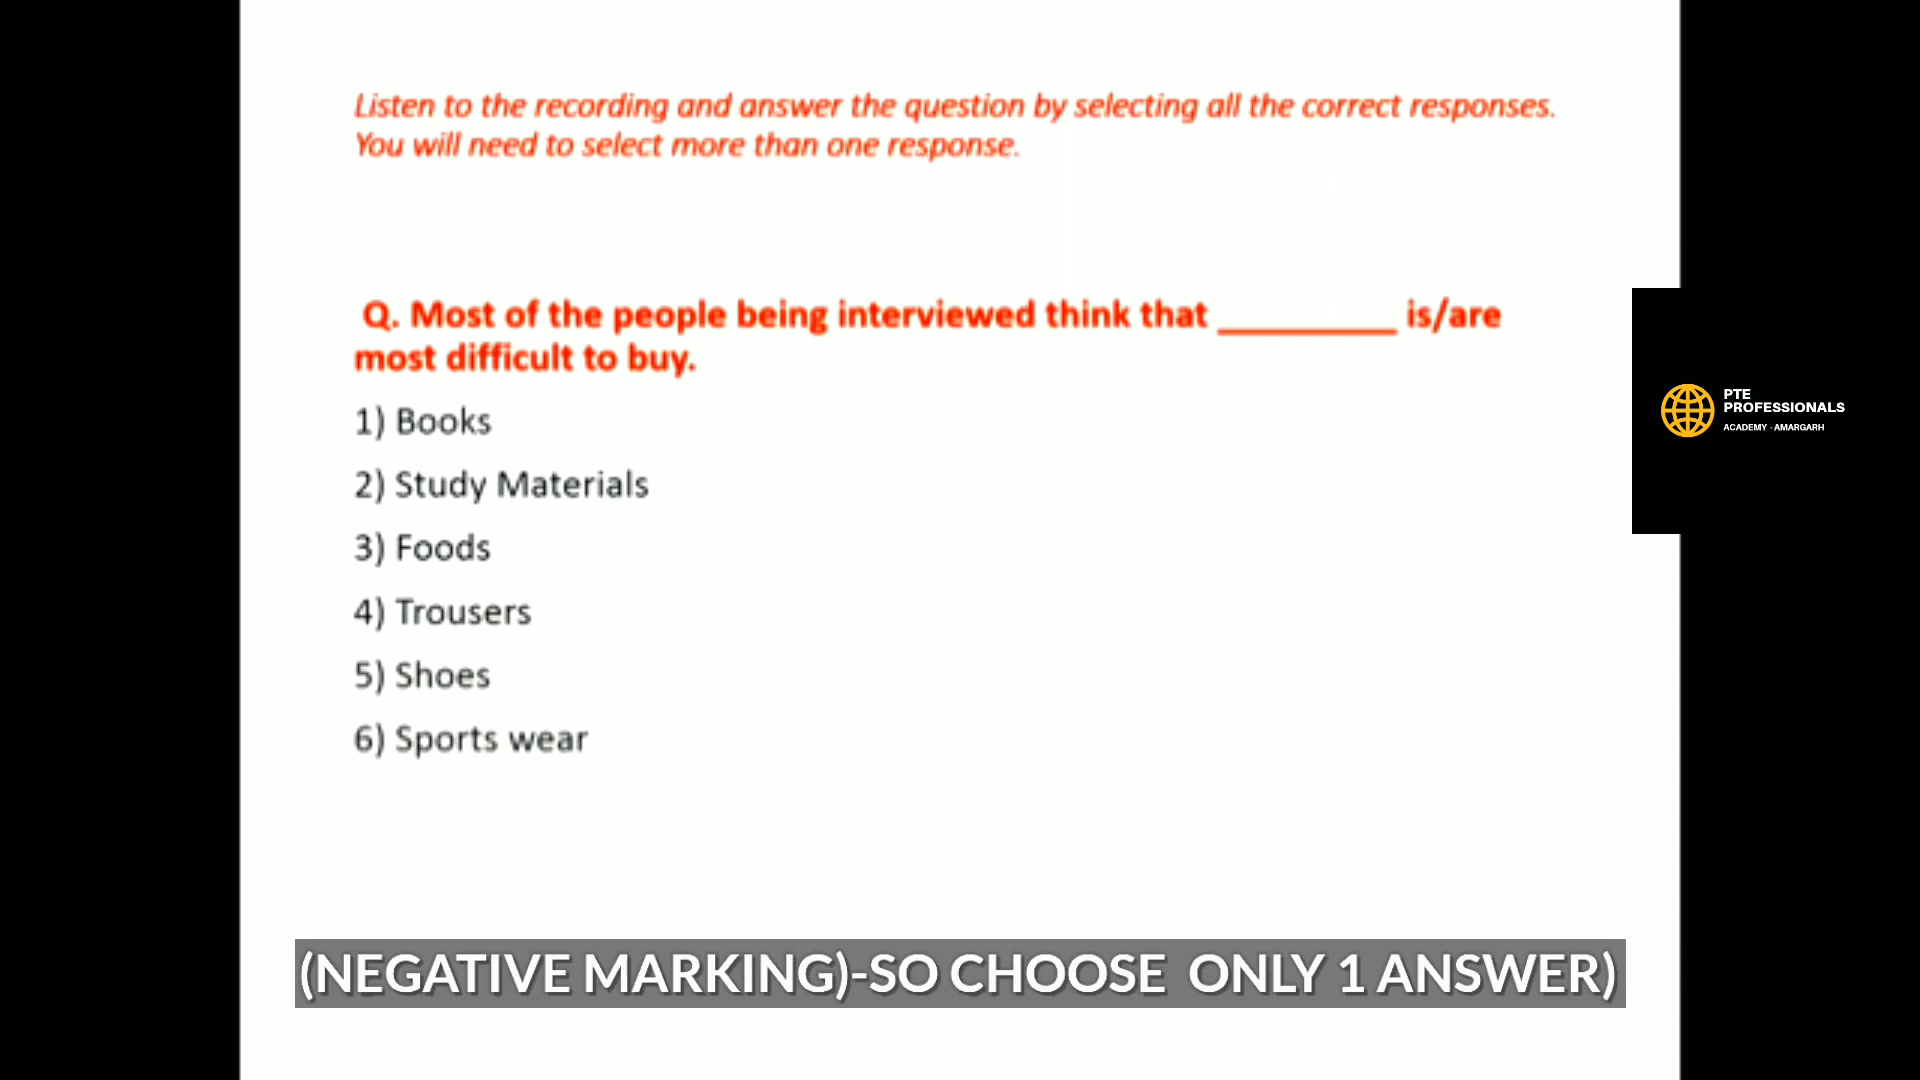 Listen to the recording and answer the question by selecting all the correct responses.
You will need to select more than one response.
Q. Most of the people being interviewed think that __________ is/are
most difficult to buy.
1) Books
2) Study Materials
3) Foods
4) Trousers
5) Shoes
6) Sports wear
PTE
PROFESSIONALS
ACADEMY - AMARGARH
(NEGATIVE MARKING)-SO CHOOSE ONLY 1 ANSWER)